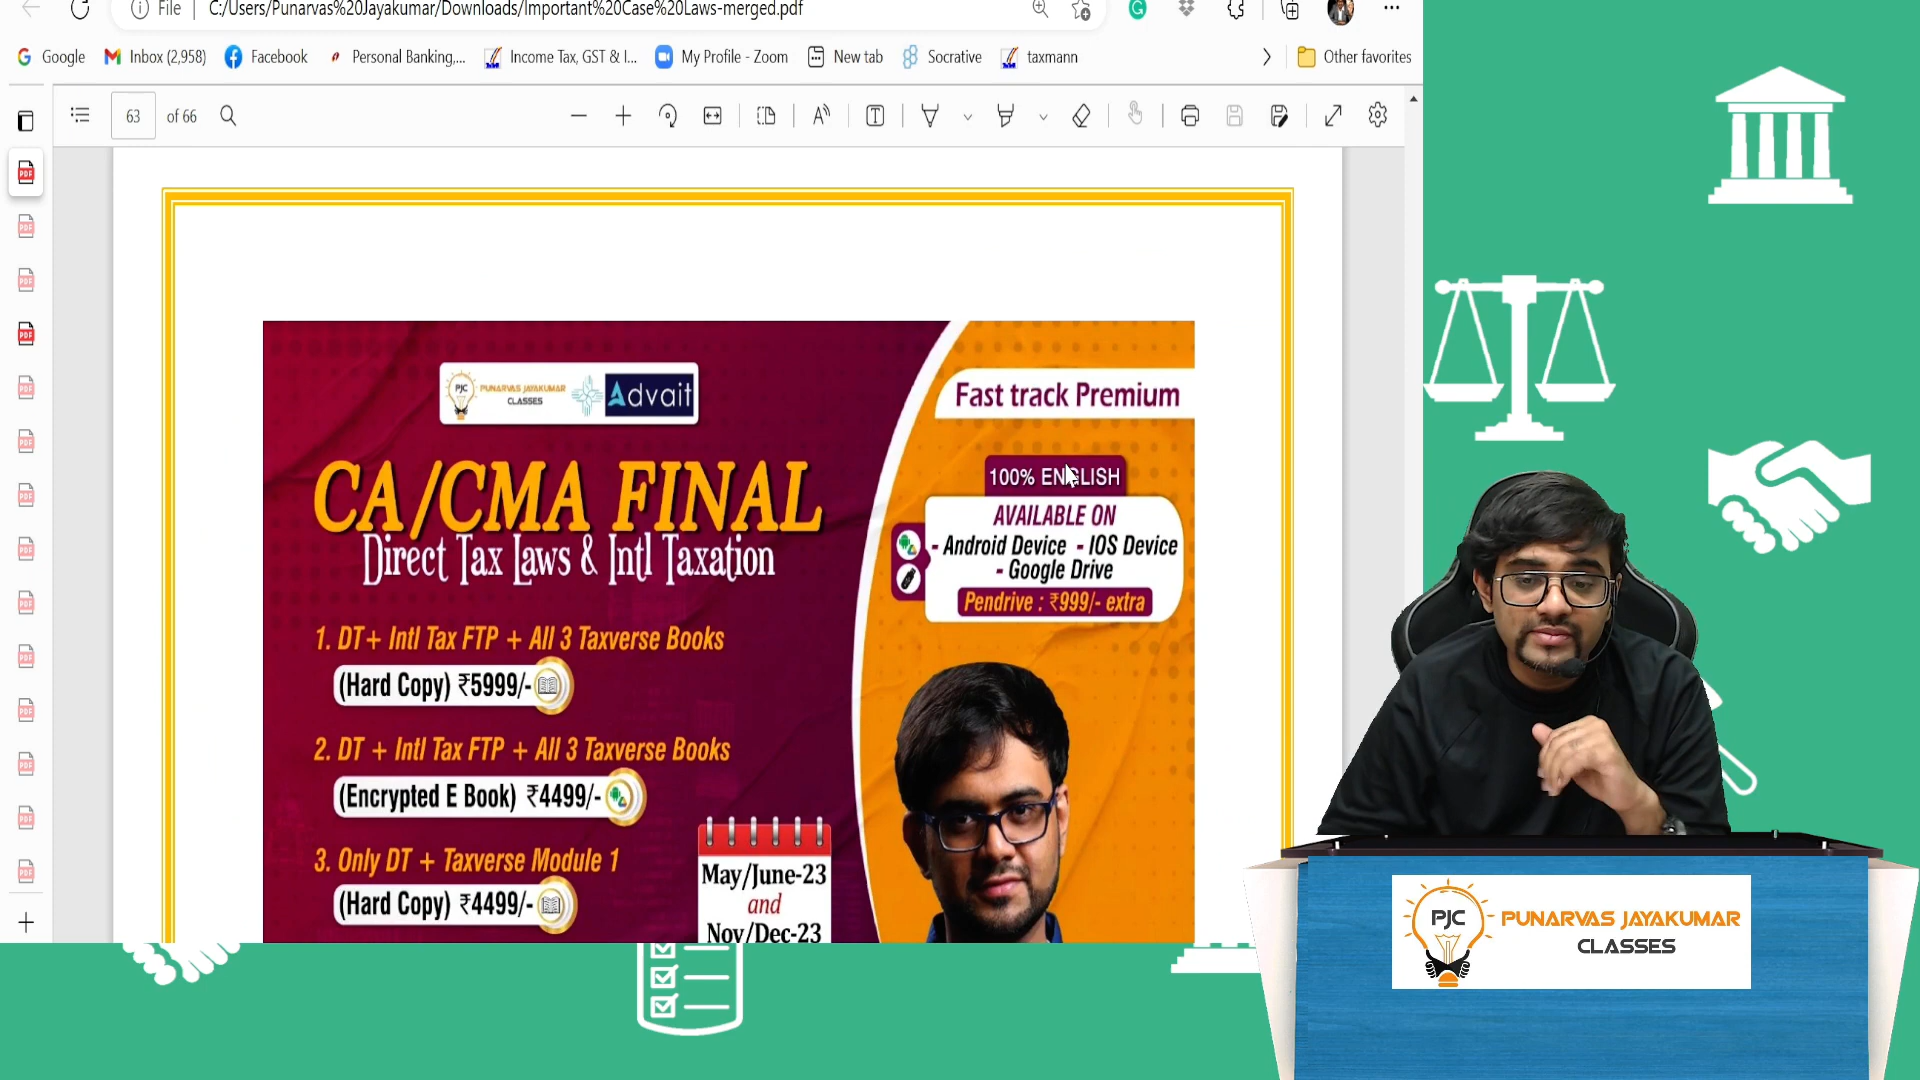 File | C:/Users/Punarvas%20Jayakumar/Downloads/Important%20Case%20Laws-merged.pdf
Google Inbox (2,958) Facebook Personal Banking,... Income Tax, GST & I... My Profile - Zoom New tab Socrative taxmann Other favorites
63 of 66
PJC PUNARVAS JAYAKUMAR CLASSES Advait
Fast track Premium
100% ENGLISH
AVAILABLE ON
- Android Device - IOS Device
- Google Drive
Pendrive : ₹999/- extra
CA/CMA FINAL
Direct Tax Laws & Intl Taxation
1. DT+ Intl Tax FTP + All 3 Taxverse Books
(Hard Copy) ₹5999/-
2. DT + Intl Tax FTP + All 3 Taxverse Books
(Encrypted E Book) ₹4499/-
3. Only DT + Taxverse Module 1
(Hard Copy) ₹4499/-
May/June-23
and
Nov/Dec-23
PJC PUNARVAS JAYAKUMAR
CLASSES